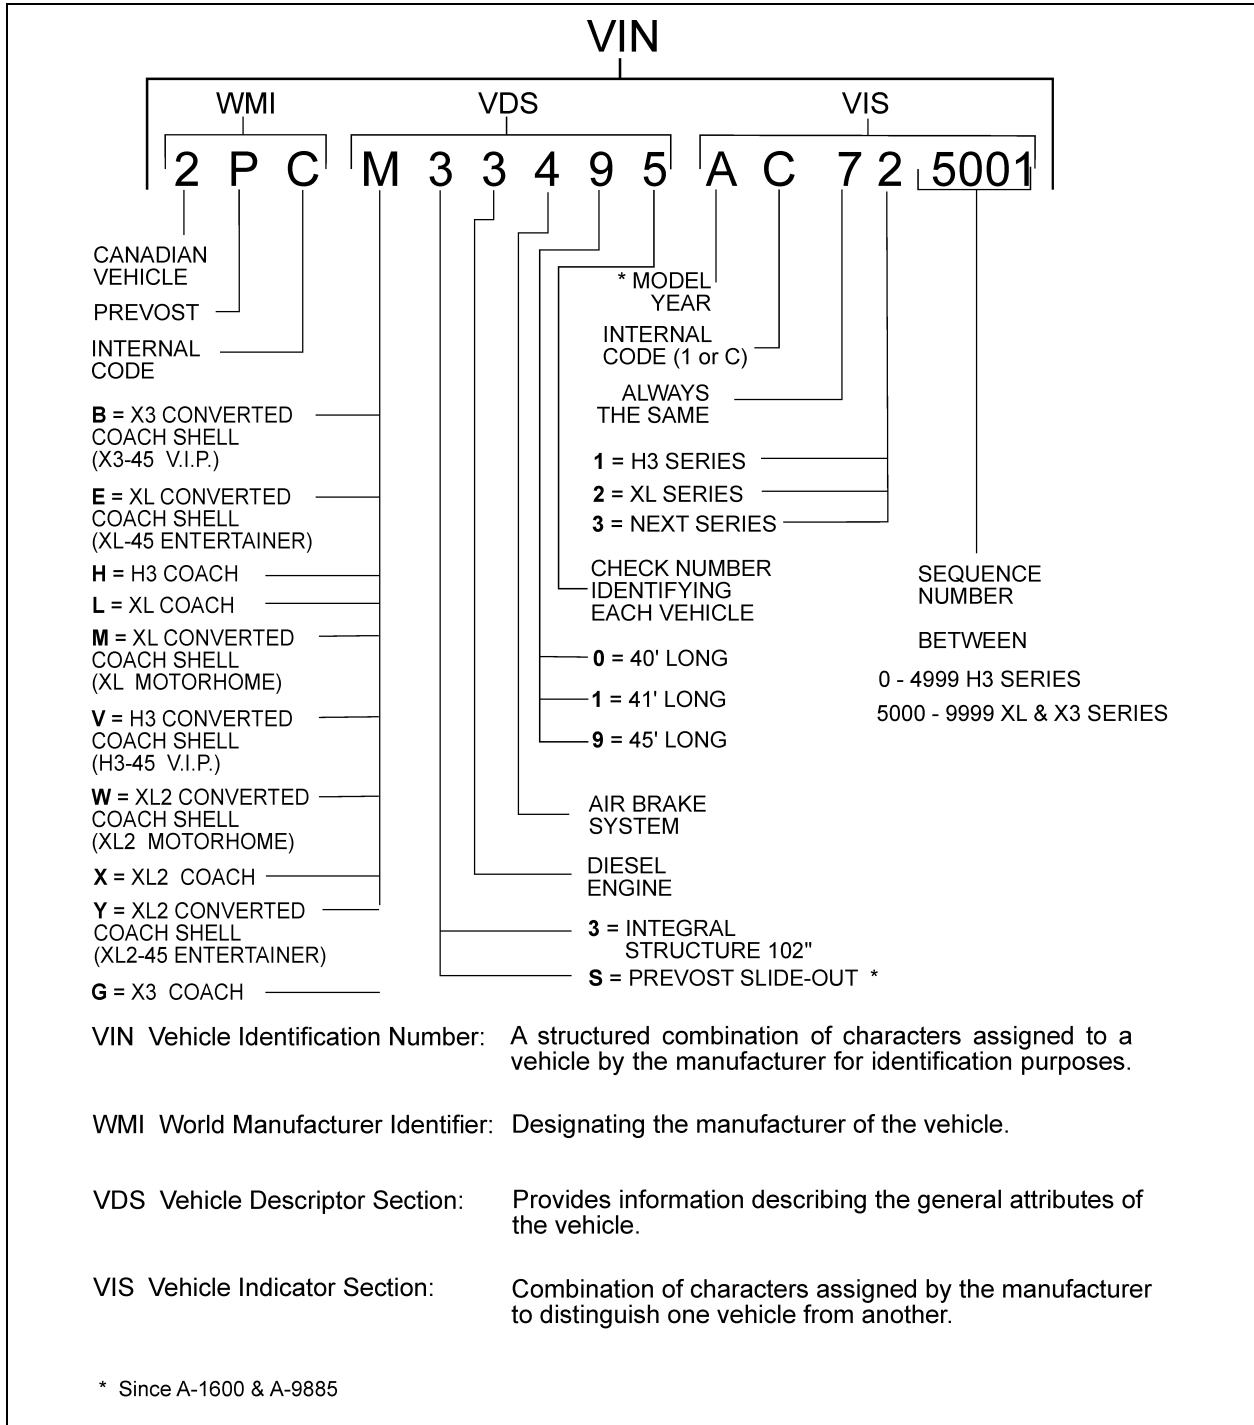 VIN
WMI
VDS
VIS
2 P C M 3 3 4 9 5 A C 7 2 5001
CANADIAN
VEHICLE
PREVOST
INTERNAL
CODE
B = X3 CONVERTED
COACH SHELL
(X3-45 V.I.P.)
E = XL CONVERTED
COACH SHELL
(XL-45 ENTERTAINER)
H = H3 COACH
L = XL COACH
M = XL CONVERTED
COACH SHELL
(XL MOTORHOME)
V = H3 CONVERTED
COACH SHELL
(H3-45 V.I.P.)
W = XL2 CONVERTED
COACH SHELL
(XL2 MOTORHOME)
X = XL2 COACH
Y = XL2 CONVERTED
COACH SHELL
(XL2-45 ENTERTAINER)
G = X3 COACH
* MODEL
YEAR
INTERNAL
CODE (1 or C)
ALWAYS
THE SAME
1 = H3 SERIES
2 = XL SERIES
3 = NEXT SERIES
CHECK NUMBER
IDENTIFYING
EACH VEHICLE
0 = 40' LONG
1 = 41' LONG
9 = 45' LONG
AIR BRAKE
SYSTEM
DIESEL
ENGINE
3 = INTEGRAL
STRUCTURE 102"
S = PREVOST SLIDE-OUT *
SEQUENCE
NUMBER
BETWEEN
0 - 4999 H3 SERIES
5000 - 9999 XL & X3 SERIES
VIN Vehicle Identification Number: A structured combination of characters assigned to a
vehicle by the manufacturer for identification purposes.
WMI World Manufacturer Identifier: Designating the manufacturer of the vehicle.
VDS Vehicle Descriptor Section: Provides information describing the general attributes of
the vehicle.
VIS Vehicle Indicator Section: Combination of characters assigned by the manufacturer
to distinguish one vehicle from another.
* Since A-1600 & A-9885